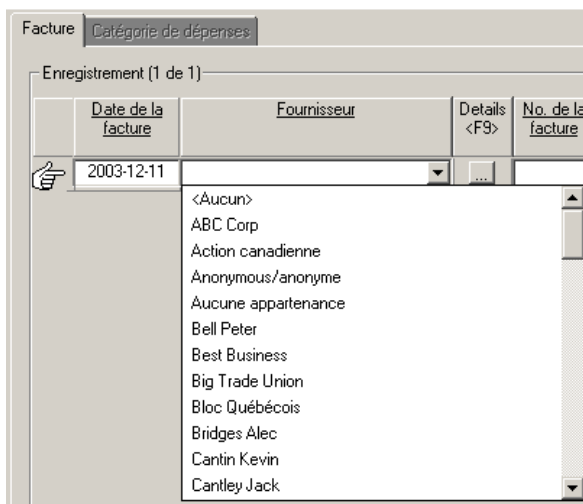 Facture Catégorie de dépenses
Enregistrement (1 de 1)
Date de la facture Fournisseur Details <F9> No. de la facture
2003-12-11 ...
<Aucun>
ABC Corp
Action canadienne
Anonymous/anonyme
Aucune appartenance
Bell Peter
Best Business
Big Trade Union
Bloc Québécois
Bridges Alec
Cantin Kevin
Cantley Jack